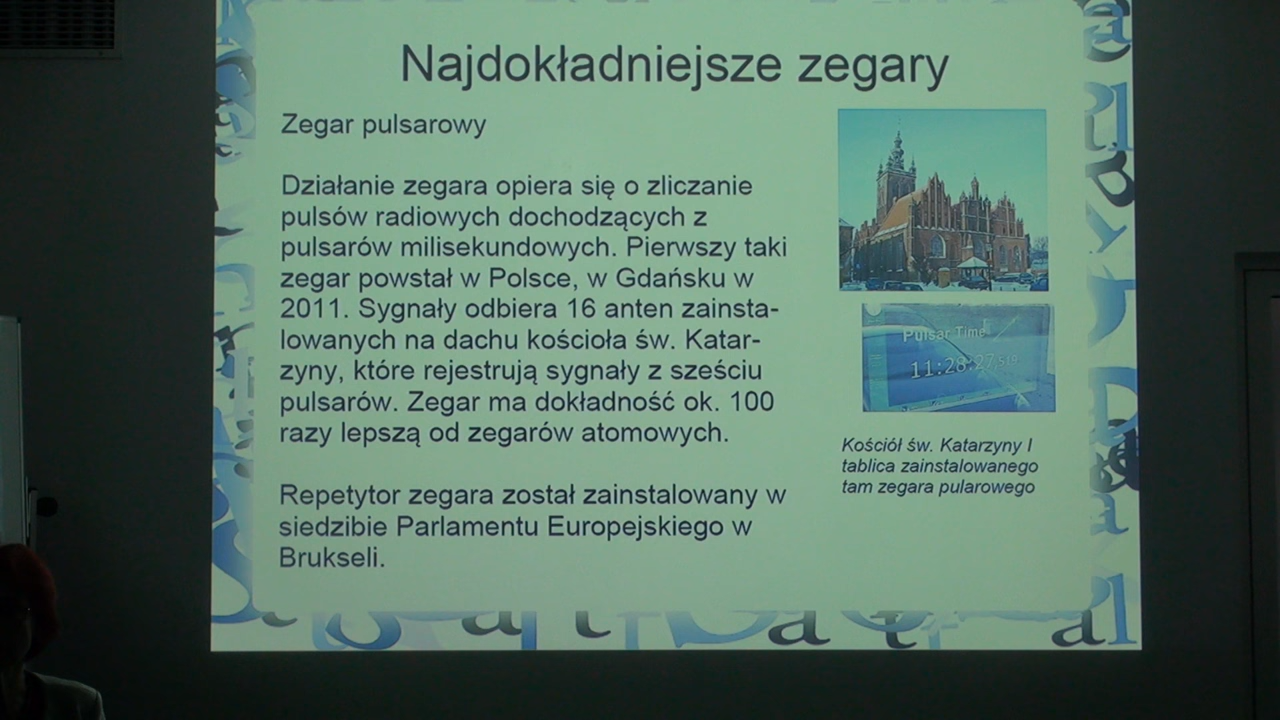 Najdokładniejsze zegary
Zegar pulsarowy
Działanie zegara opiera się o zliczanie
pulsów radiowych dochodzących z
pulsarów milisekundowych. Pierwszy taki
zegar powstał w Polsce, w Gdańsku w
2011. Sygnały odbiera 16 anten zainsta-
lowanych na dachu kościoła św. Katar-
zyny, które rejestrują sygnały z sześciu
pulsarów. Zegar ma dokładność ok. 100
razy lepszą od zegarów atomowych.
Repetytor zegara został zainstalowany w
siedzibie Parlamentu Europejskiego w
Brukseli.
Pulsar Time
11:28:27,519
Kościół św. Katarzyny I
tablica zainstalowanego
tam zegara pularowego